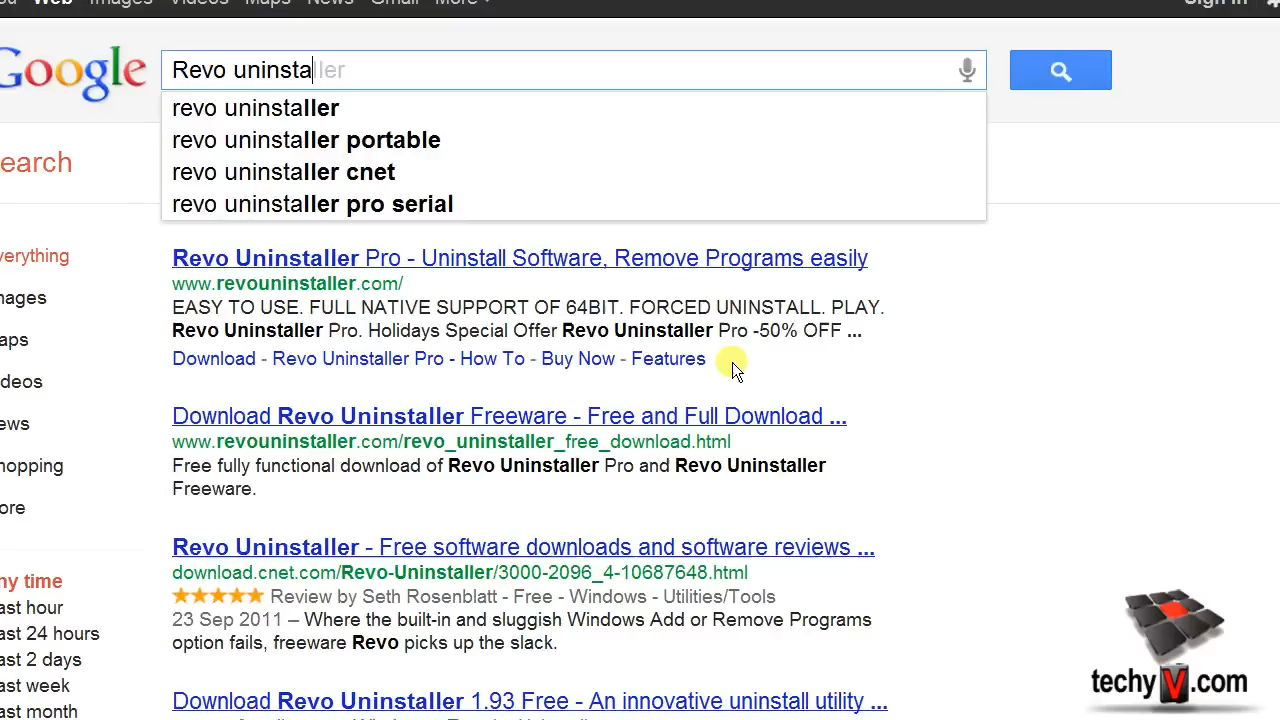 ou Web Images Videos Maps News Gmail More Sign in
Google
Revo uninstaller
revo uninstaller
revo uninstaller portable
revo uninstaller cnet
revo uninstaller pro serial
earch
verything
nages
aps
deos
ews
hopping
ore
ny time
ast hour
ast 24 hours
ast 2 days
ast week
ast month
Revo Uninstaller Pro - Uninstall Software, Remove Programs easily
www.revouninstaller.com/
EASY TO USE. FULL NATIVE SUPPORT OF 64BIT. FORCED UNINSTALL. PLAY.
Revo Uninstaller Pro. Holidays Special Offer Revo Uninstaller Pro -50% OFF ...
Download - Revo Uninstaller Pro - How To - Buy Now - Features
Download Revo Uninstaller Freeware - Free and Full Download ...
www.revouninstaller.com/revo_uninstaller_free_download.html
Free fully functional download of Revo Uninstaller Pro and Revo Uninstaller
Freeware.
Revo Uninstaller - Free software downloads and software reviews ...
download.cnet.com/Revo-Uninstaller/3000-2096_4-10687648.html
Review by Seth Rosenblatt - Free - Windows - Utilities/Tools
23 Sep 2011 – Where the built-in and sluggish Windows Add or Remove Programs
option fails, freeware Revo picks up the slack.
Download Revo Uninstaller 1.93 Free - An innovative uninstall utility ...
techyV.com